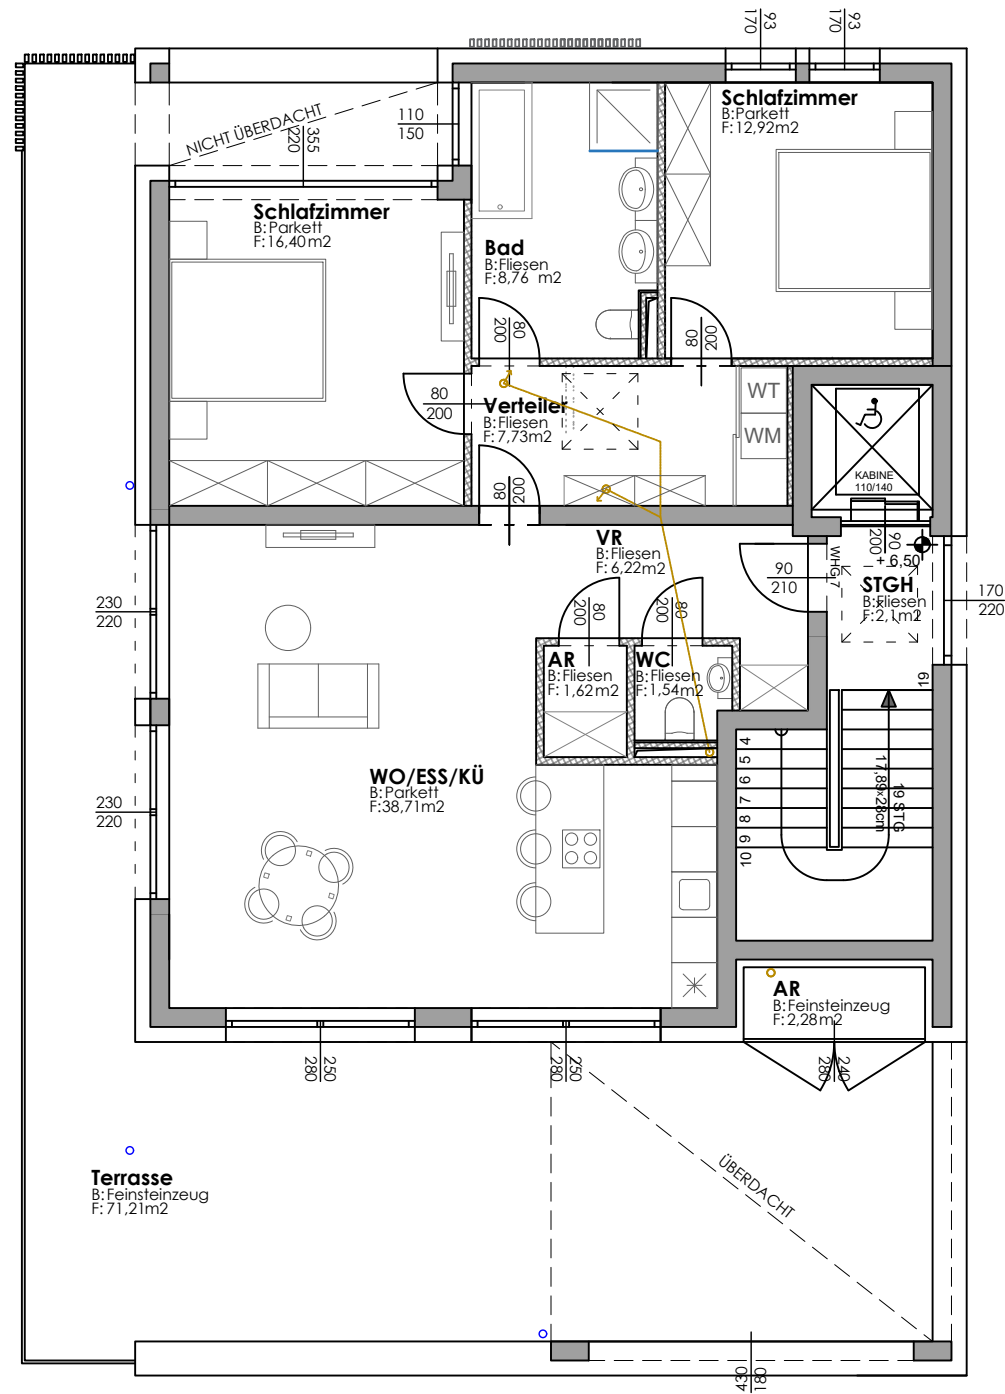 93
170
93
170
NICHT ÜBERDACHT
355
220
110
150
Schlafzimmer
B:Parkett
F:12,92m2
Schlafzimmer
B:Parkett
F:16,40m2
Bad
B:Fliesen
F:8,76 m2
80
200
80
200
80
200
Verteiler
B:Fliesen
F:7,73m2
WT
WM
KABINE
110/140
80
200
90
200
+ 6,50
VR
B:Fliesen
F:6,22m2
90
210
WHG 7
STGH
B:Fliesen
F:2,1m2
170
220
230
220
80
200
80
200
AR
B:Fliesen
F:1,62m2
WC
B:Fliesen
F:1,54m2
19
4
5
6
7
8
9
10
19 STG
17,89x28cm
WO/ESS/KÜ
B:Parkett
F:38,71m2
230
220
AR
B:Feinsteinzeug
F:2,28m2
250
280
250
280
240
280
Terrasse
B:Feinsteinzeug
F:71,21m2
ÜBERDACHT
430
180